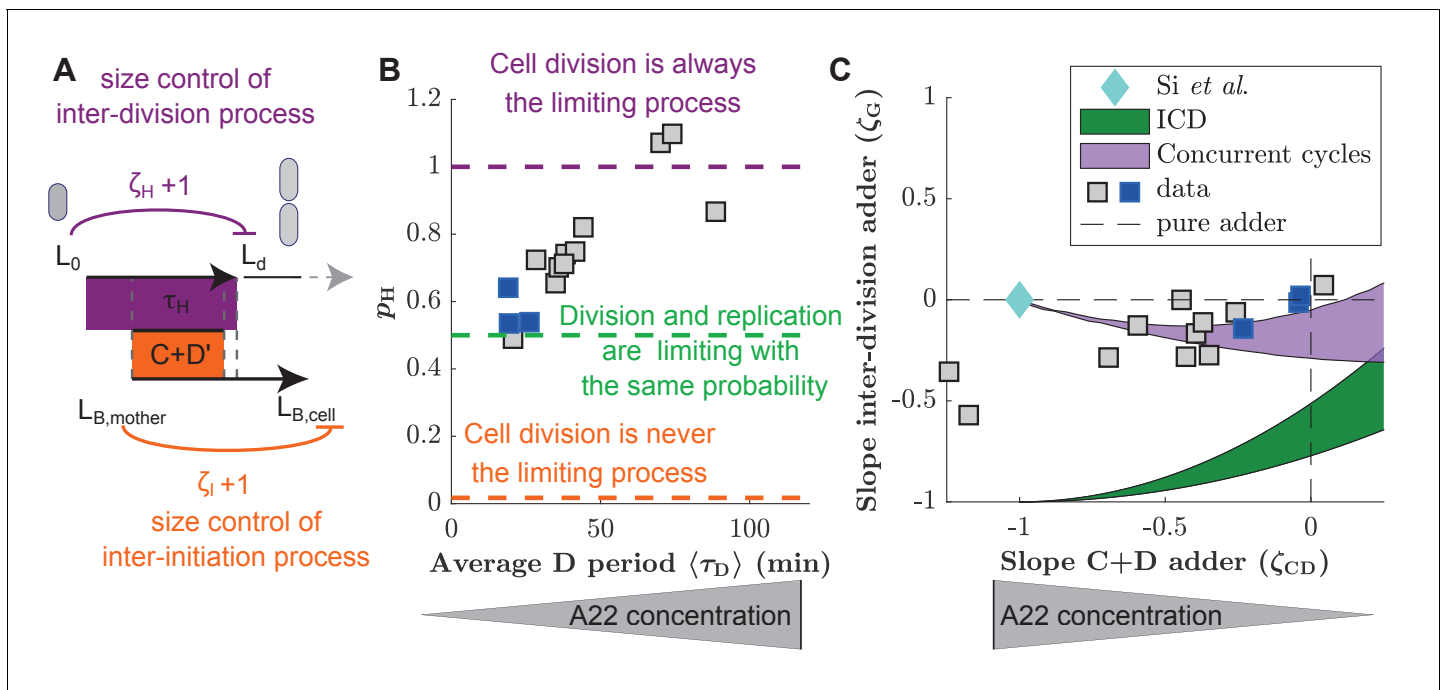 A
size control of
inter-division process
ζH +1
L0
Ld
τH
C+D'
LB,mother
LB,cell
ζI +1
size control of
inter-initiation process
B
Cell division is always
the limiting process
1.2
1
0.8
0.6
0.4
0.2
0
pH
Division and replication
are limiting with
the same probability
Cell division is never
the limiting process
0
50
100
Average D period ⟨τD⟩ (min)
A22 concentration
C
Si et al.
ICD
Concurrent cycles
data
pure adder
1
0.5
0
-0.5
-1
Slope inter-division adder (ζG)
-1
-0.5
0
Slope C+D adder (ζCD)
A22 concentration